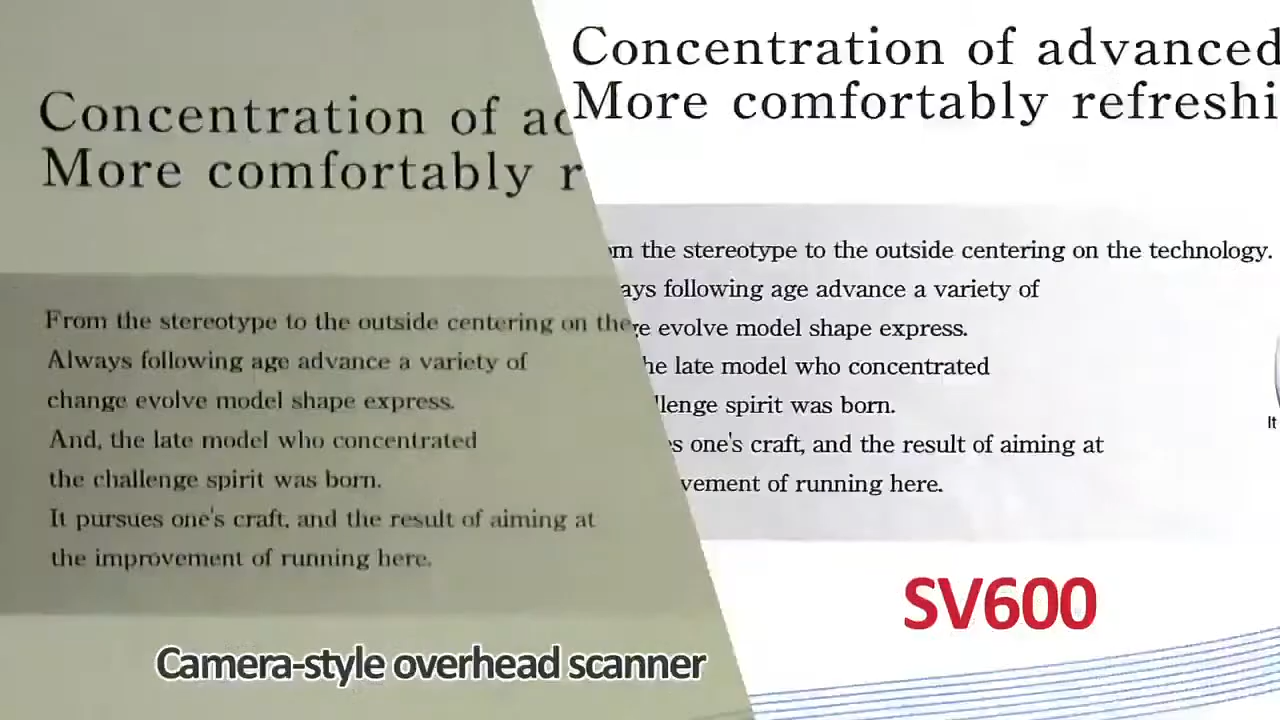 Concentration of ad
More comfortably r
From the stereotype to the outside centering on the
Always following age advance a variety of
change evolve model shape express.
And, the late model who concentrated
the challenge spirit was born.
It pursues one's craft, and the result of aiming at
the improvement of running here.
Camera-style overhead scanner
Concentration of advanced
More comfortably refreshi
m the stereotype to the outside centering on the technology.
ays following age advance a variety of
ge evolve model shape express.
he late model who concentrated
lenge spirit was born.
s one's craft, and the result of aiming at
vement of running here.
It
SV600